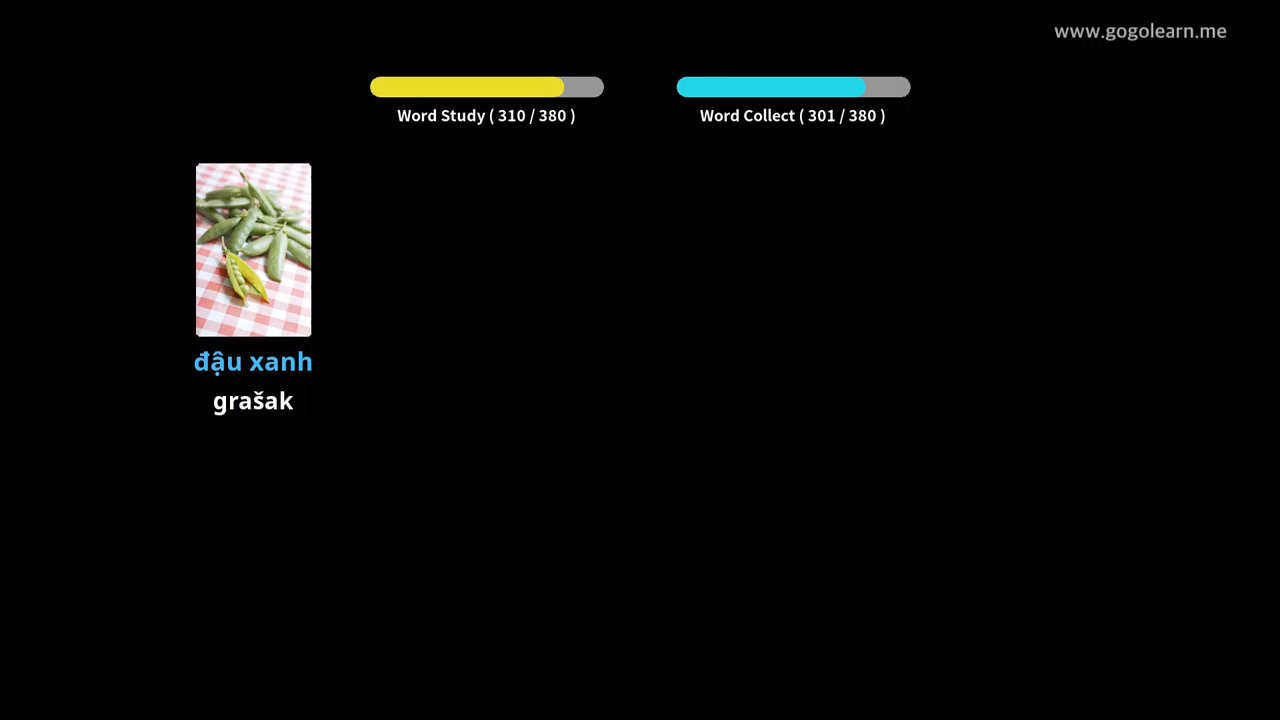 www.gogolearn.me
Word Study ( 310 / 380 )
Word Collect ( 301 / 380 )
đậu xanh
grašak